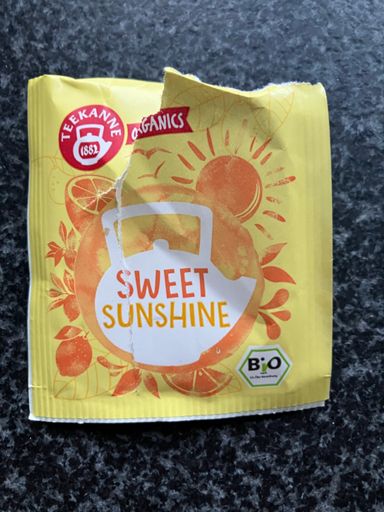 TEEKANNE
1882
ORGANICS
SWEET
SUNSHINE
BiO